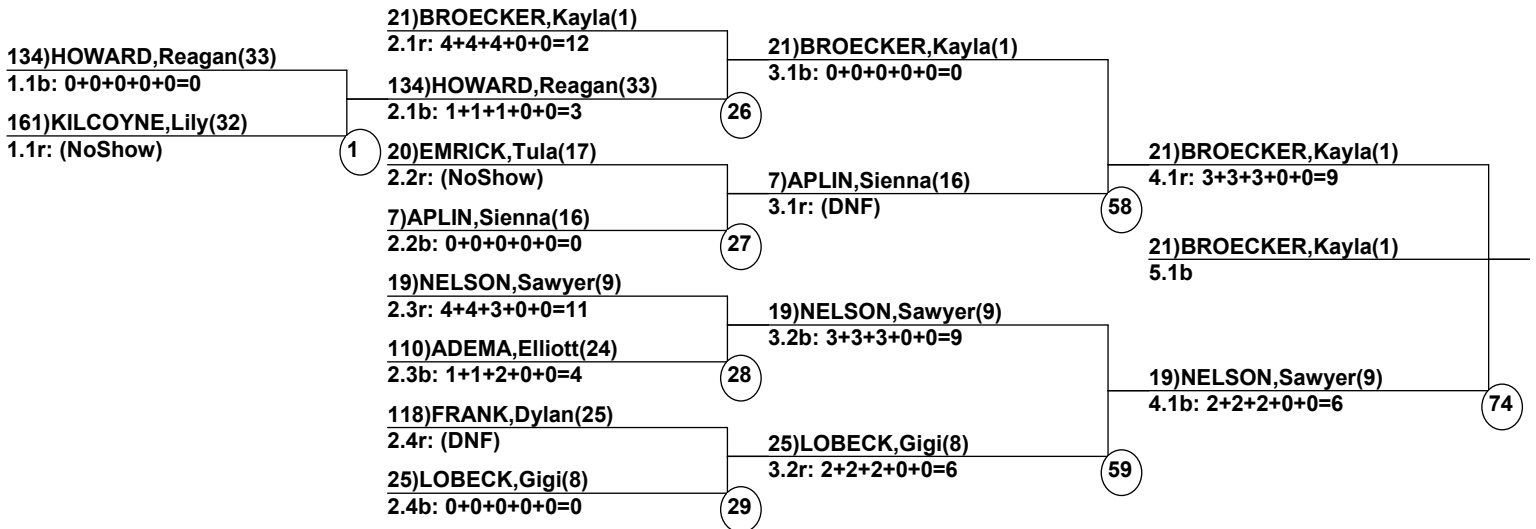 134)HOWARD,Reagan(33)
1.1b: 0+0+0+0+0=0
161)KILCOYNE,Lily(32)
1.1r: (NoShow)
1
21)BROECKER,Kayla(1)
2.1r: 4+4+4+0+0=12
134)HOWARD,Reagan(33)
2.1b: 1+1+1+0+0=3
26
20)EMRICK,Tula(17)
2.2r: (NoShow)
7)APLIN,Sienna(16)
2.2b: 0+0+0+0+0=0
27
19)NELSON,Sawyer(9)
2.3r: 4+4+3+0+0=11
110)ADEMA,Elliott(24)
2.3b: 1+1+2+0+0=4
28
118)FRANK,Dylan(25)
2.4r: (DNF)
25)LOBECK,Gigi(8)
2.4b: 0+0+0+0+0=0
29
21)BROECKER,Kayla(1)
3.1b: 0+0+0+0+0=0
7)APLIN,Sienna(16)
3.1r: (DNF)
58
19)NELSON,Sawyer(9)
3.2b: 3+3+3+0+0=9
25)LOBECK,Gigi(8)
3.2r: 2+2+2+0+0=6
59
21)BROECKER,Kayla(1)
4.1r: 3+3+3+0+0=9
21)BROECKER,Kayla(1)
5.1b
19)NELSON,Sawyer(9)
4.1b: 2+2+2+0+0=6
74